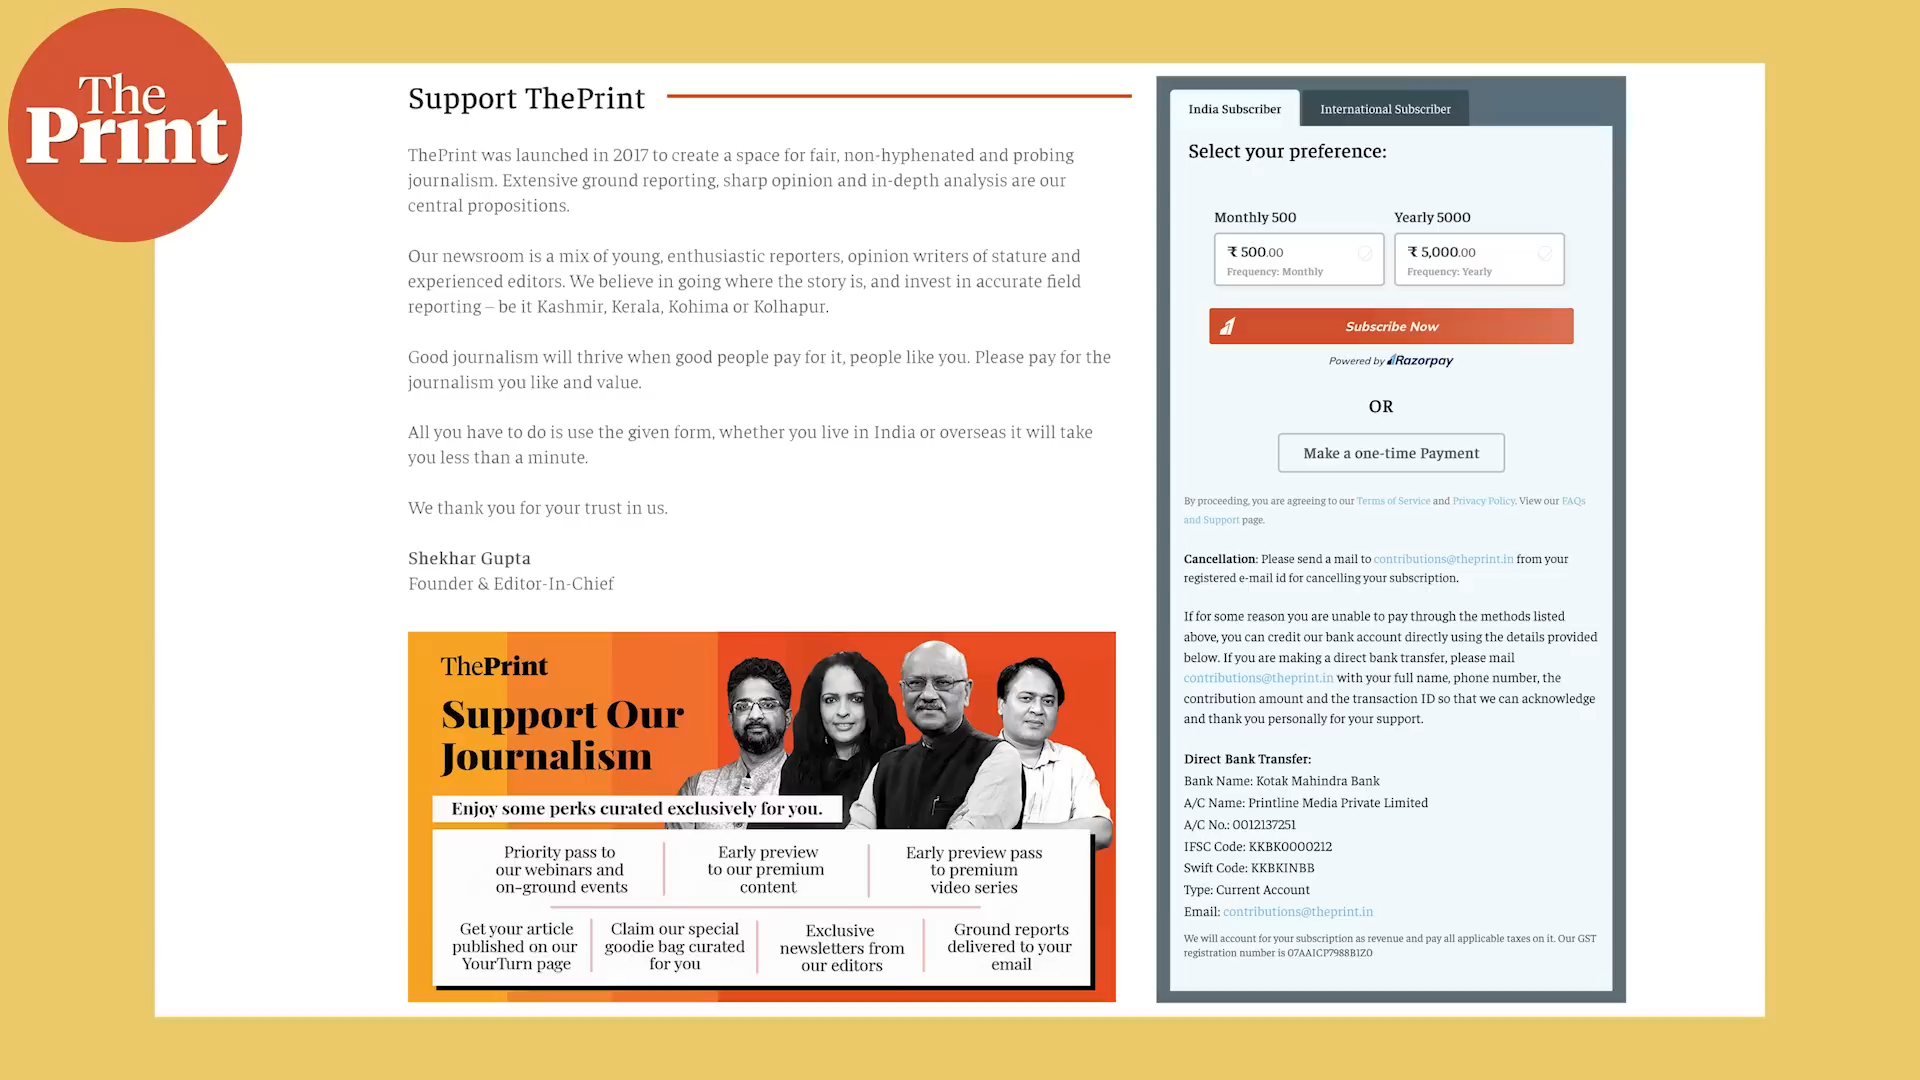 The
Print
Support ThePrint
ThePrint was launched in 2017 to create a space for fair, non-hyphenated and probing
journalism. Extensive ground reporting, sharp opinion and in-depth analysis are our
central propositions.
Our newsroom is a mix of young, enthusiastic reporters, opinion writers of stature and
experienced editors. We believe in going where the story is, and invest in accurate field
reporting – be it Kashmir, Kerala, Kohima or Kolhapur.
Good journalism will thrive when good people pay for it, people like you. Please pay for the
journalism you like and value.
All you have to do is use the given form, whether you live in India or overseas it will take
you less than a minute.
We thank you for your trust in us.
Shekhar Gupta
Founder & Editor-In-Chief
ThePrint
Support Our
Journalism
Enjoy some perks curated exclusively for you.
Priority pass to
our webinars and
on-ground events
Early preview
to our premium
content
Early preview pass
to premium
video series
Get your article
published on our
YourTurn page
Claim our special
goodie bag curated
for you
Exclusive
newsletters from
our editors
Ground reports
delivered to your
email
India Subscriber
International Subscriber
Select your preference:
Monthly 500
Yearly 5000
₹ 500.00
Frequency: Monthly
₹ 5,000.00
Frequency: Yearly
Subscribe Now
Powered by Razorpay
OR
Make a one-time Payment
By proceeding, you are agreeing to our Terms of Service and Privacy Policy. View our FAQs
and Support page.
Cancellation: Please send a mail to contributions@theprint.in from your
registered e-mail id for cancelling your subscription.
If for some reason you are unable to pay through the methods listed
above, you can credit our bank account directly using the details provided
below. If you are making a direct bank transfer, please mail
contributions@theprint.in with your full name, phone number, the
contribution amount and the transaction ID so that we can acknowledge
and thank you personally for your support.
Direct Bank Transfer:
Bank Name: Kotak Mahindra Bank
A/C Name: Printline Media Private Limited
A/C No.: 0012137251
IFSC Code: KKBK0000212
Swift Code: KKBKINBB
Type: Current Account
Email: contributions@theprint.in
We will account for your subscription as revenue and pay all applicable taxes on it. Our GST
registration number is 07AAICP7988B1Z0